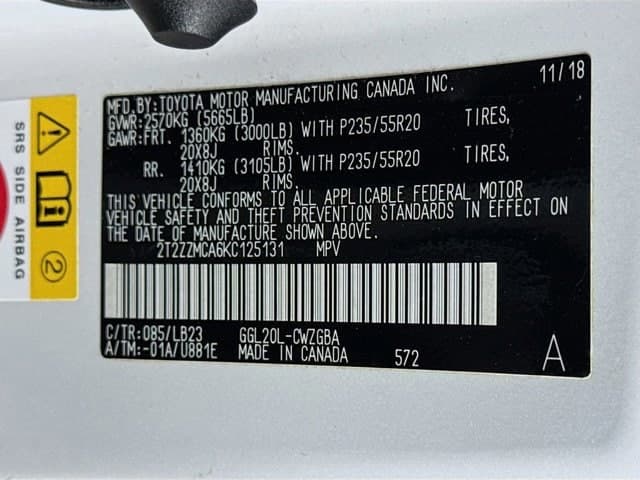 11/18
MFD.BY:TOYOTA MOTOR MANUFACTURING CANADA INC.
GVWR:2570KG (5665LB)
GAWR:FRT. 1360KG (3000LB) WITH P235/55R20 TIRES,
20X8J RIMS.
RR. 1410KG (3105LB) WITH P235/55R20 TIRES,
20X8J RIMS.
THIS VEHICLE CONFORMS TO ALL APPLICABLE FEDERAL MOTOR
VEHICLE SAFETY AND THEFT PREVENTION STANDARDS IN EFFECT ON
THE DATE OF MANUFACTURE SHOWN ABOVE.
2T2ZZMCA6KC125131 MPV
C/TR:085/LB23 GGL20L-CWZGBA
A/TM:-01A/U881E MADE IN CANADA 572 A
SRS SIDE AIRBAG
2